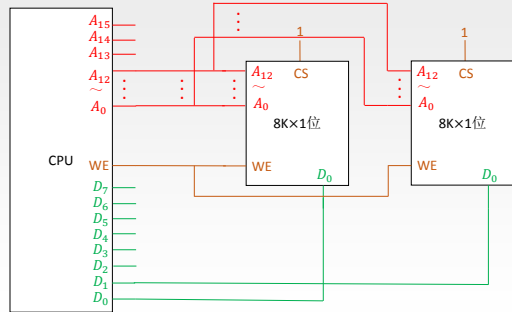 A₁₅
A₁₄
A₁₃
A₁₂
~
A₀
CPU
WE
D₇
D₆
D₅
D₄
D₃
D₂
D₁
D₀
1
CS
A₁₂
~
A₀
8K×1位
WE
D₀
1
CS
A₁₂
~
A₀
8K×1位
WE
D₀